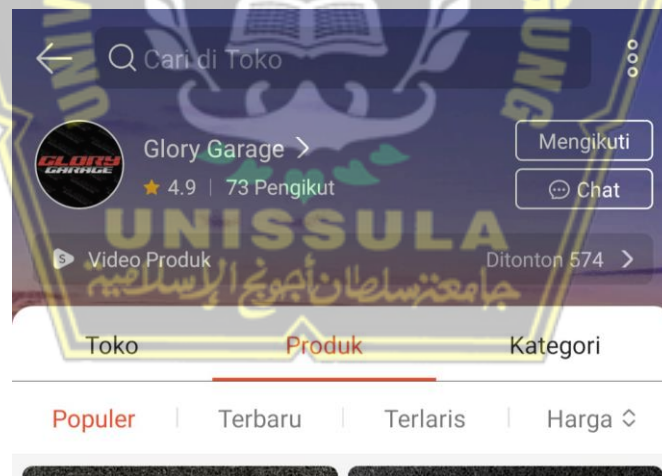 Cari di Toko
GLORY
GARAGE
Glory Garage >
4.9 | 73 Pengikut
Mengikuti
Chat
UNISSULA
Video Produk
Ditonton 574 >
جامعة سلطان أجونج الإسلامية
Toko
Produk
Kategori
Populer
Terbaru
Terlaris
Harga